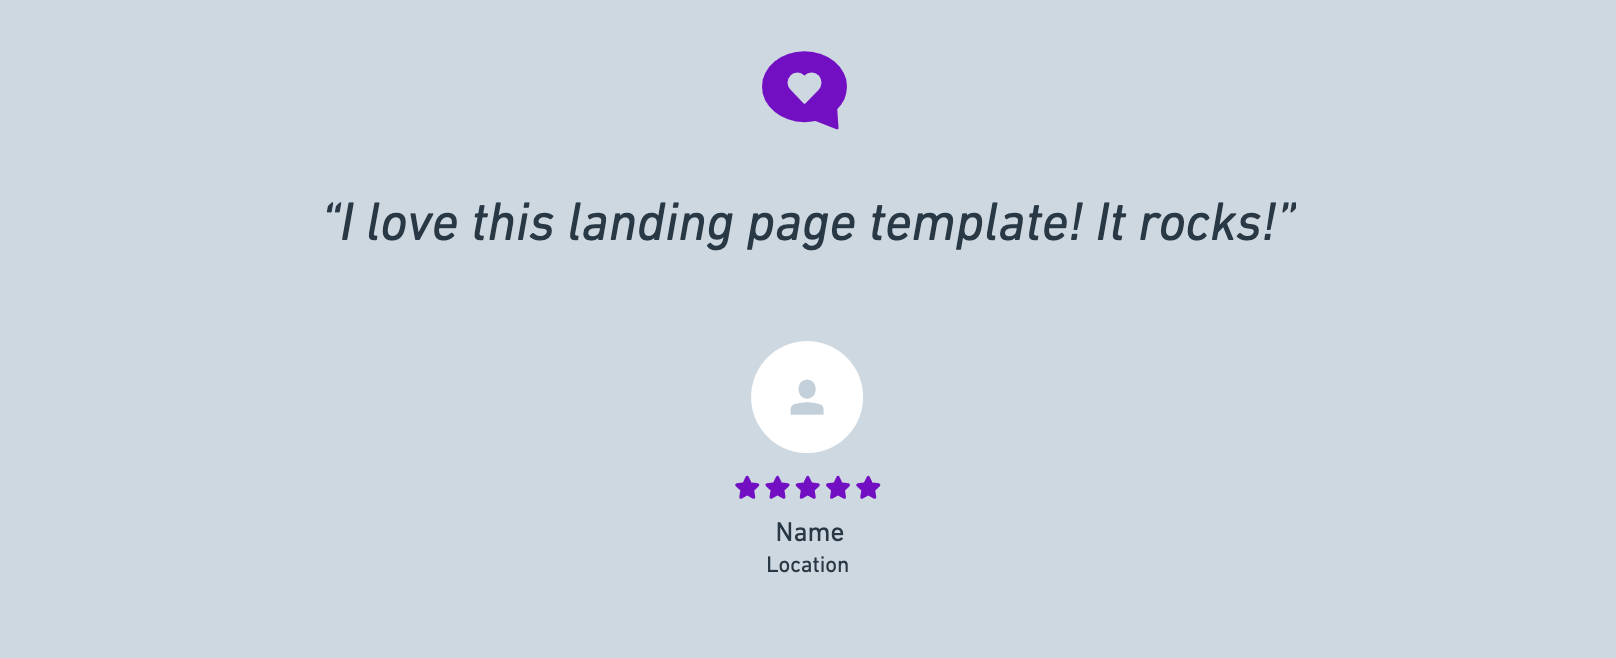 “I love this landing page template! It rocks!”
Name
Location